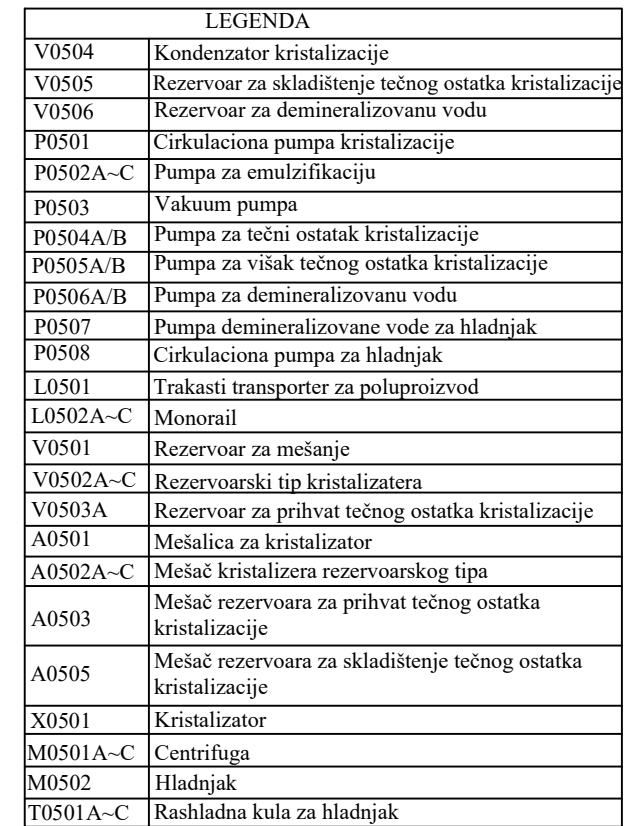 LEGENDA
V0504 Kondenzator kristalizacije
V0505 Rezervoar za skladištenje tečnog ostatka kristalizacije
V0506 Rezervoar za demineralizovanu vodu
P0501 Cirkulaciona pumpa kristalizacije
P0502A~C Pumpa za emulzifikaciju
P0503 Vakuum pumpa
P0504A/B Pumpa za tečni ostatak kristalizacije
P0505A/B Pumpa za višak tečnog ostatka kristalizacije
P0506A/B Pumpa za demineralizovanu vodu
P0507 Pumpa demineralizovane vode za hladnjak
P0508 Cirkulaciona pumpa za hladnjak
L0501 Trakasti transporter za poluproizvod
L0502A~C Monorail
V0501 Rezervoar za mešanje
V0502A~C Rezervoarski tip kristalizatera
V0503A Rezervoar za prihvat tečnog ostatka kristalizacije
A0501 Mešalica za kristalizator
A0502A~C Mešač kristalizera rezervoarskog tipa
A0503 Mešač rezervoara za prihvat tečnog ostatka
kristalizacije
A0505 Mešač rezervoara za skladištenje tečnog ostatka
kristalizacije
X0501 Kristalizator
M0501A~C Centrifuga
M0502 Hladnjak
T0501A~C Rashladna kula za hladnjak